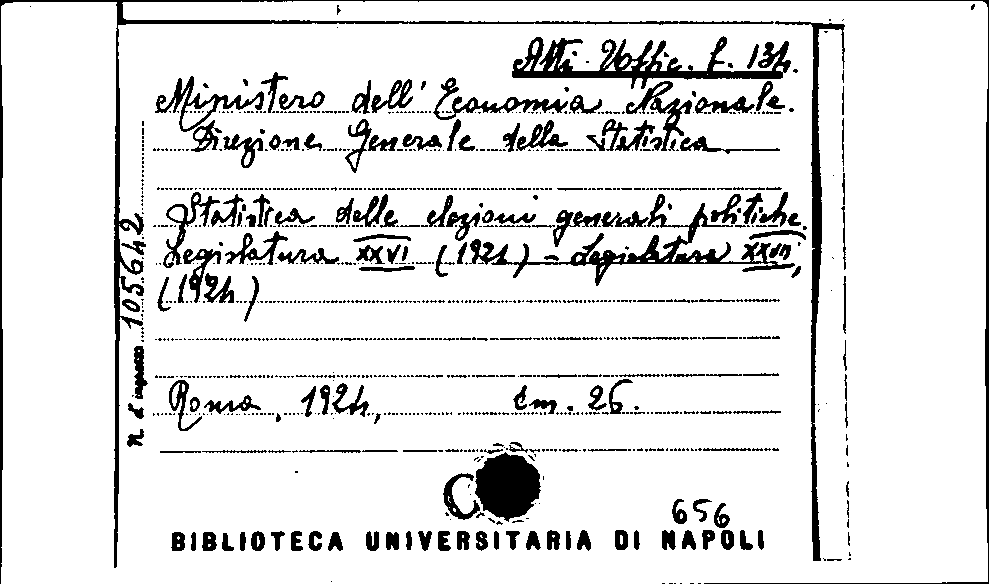 Atti Uffic. f. 134.
Ministero dell' Economia Nazionale.
Direzione Generale della Statistica.
Statistica delle elezioni generali politiche.
Legislatura XXVI (1921) - Legislatura XXVII,
(1924)
Roma, 1924, Cm. 26.
N. d'ingresso 105642
656
BIBLIOTECA UNIVERSITARIA DI NAPOLI